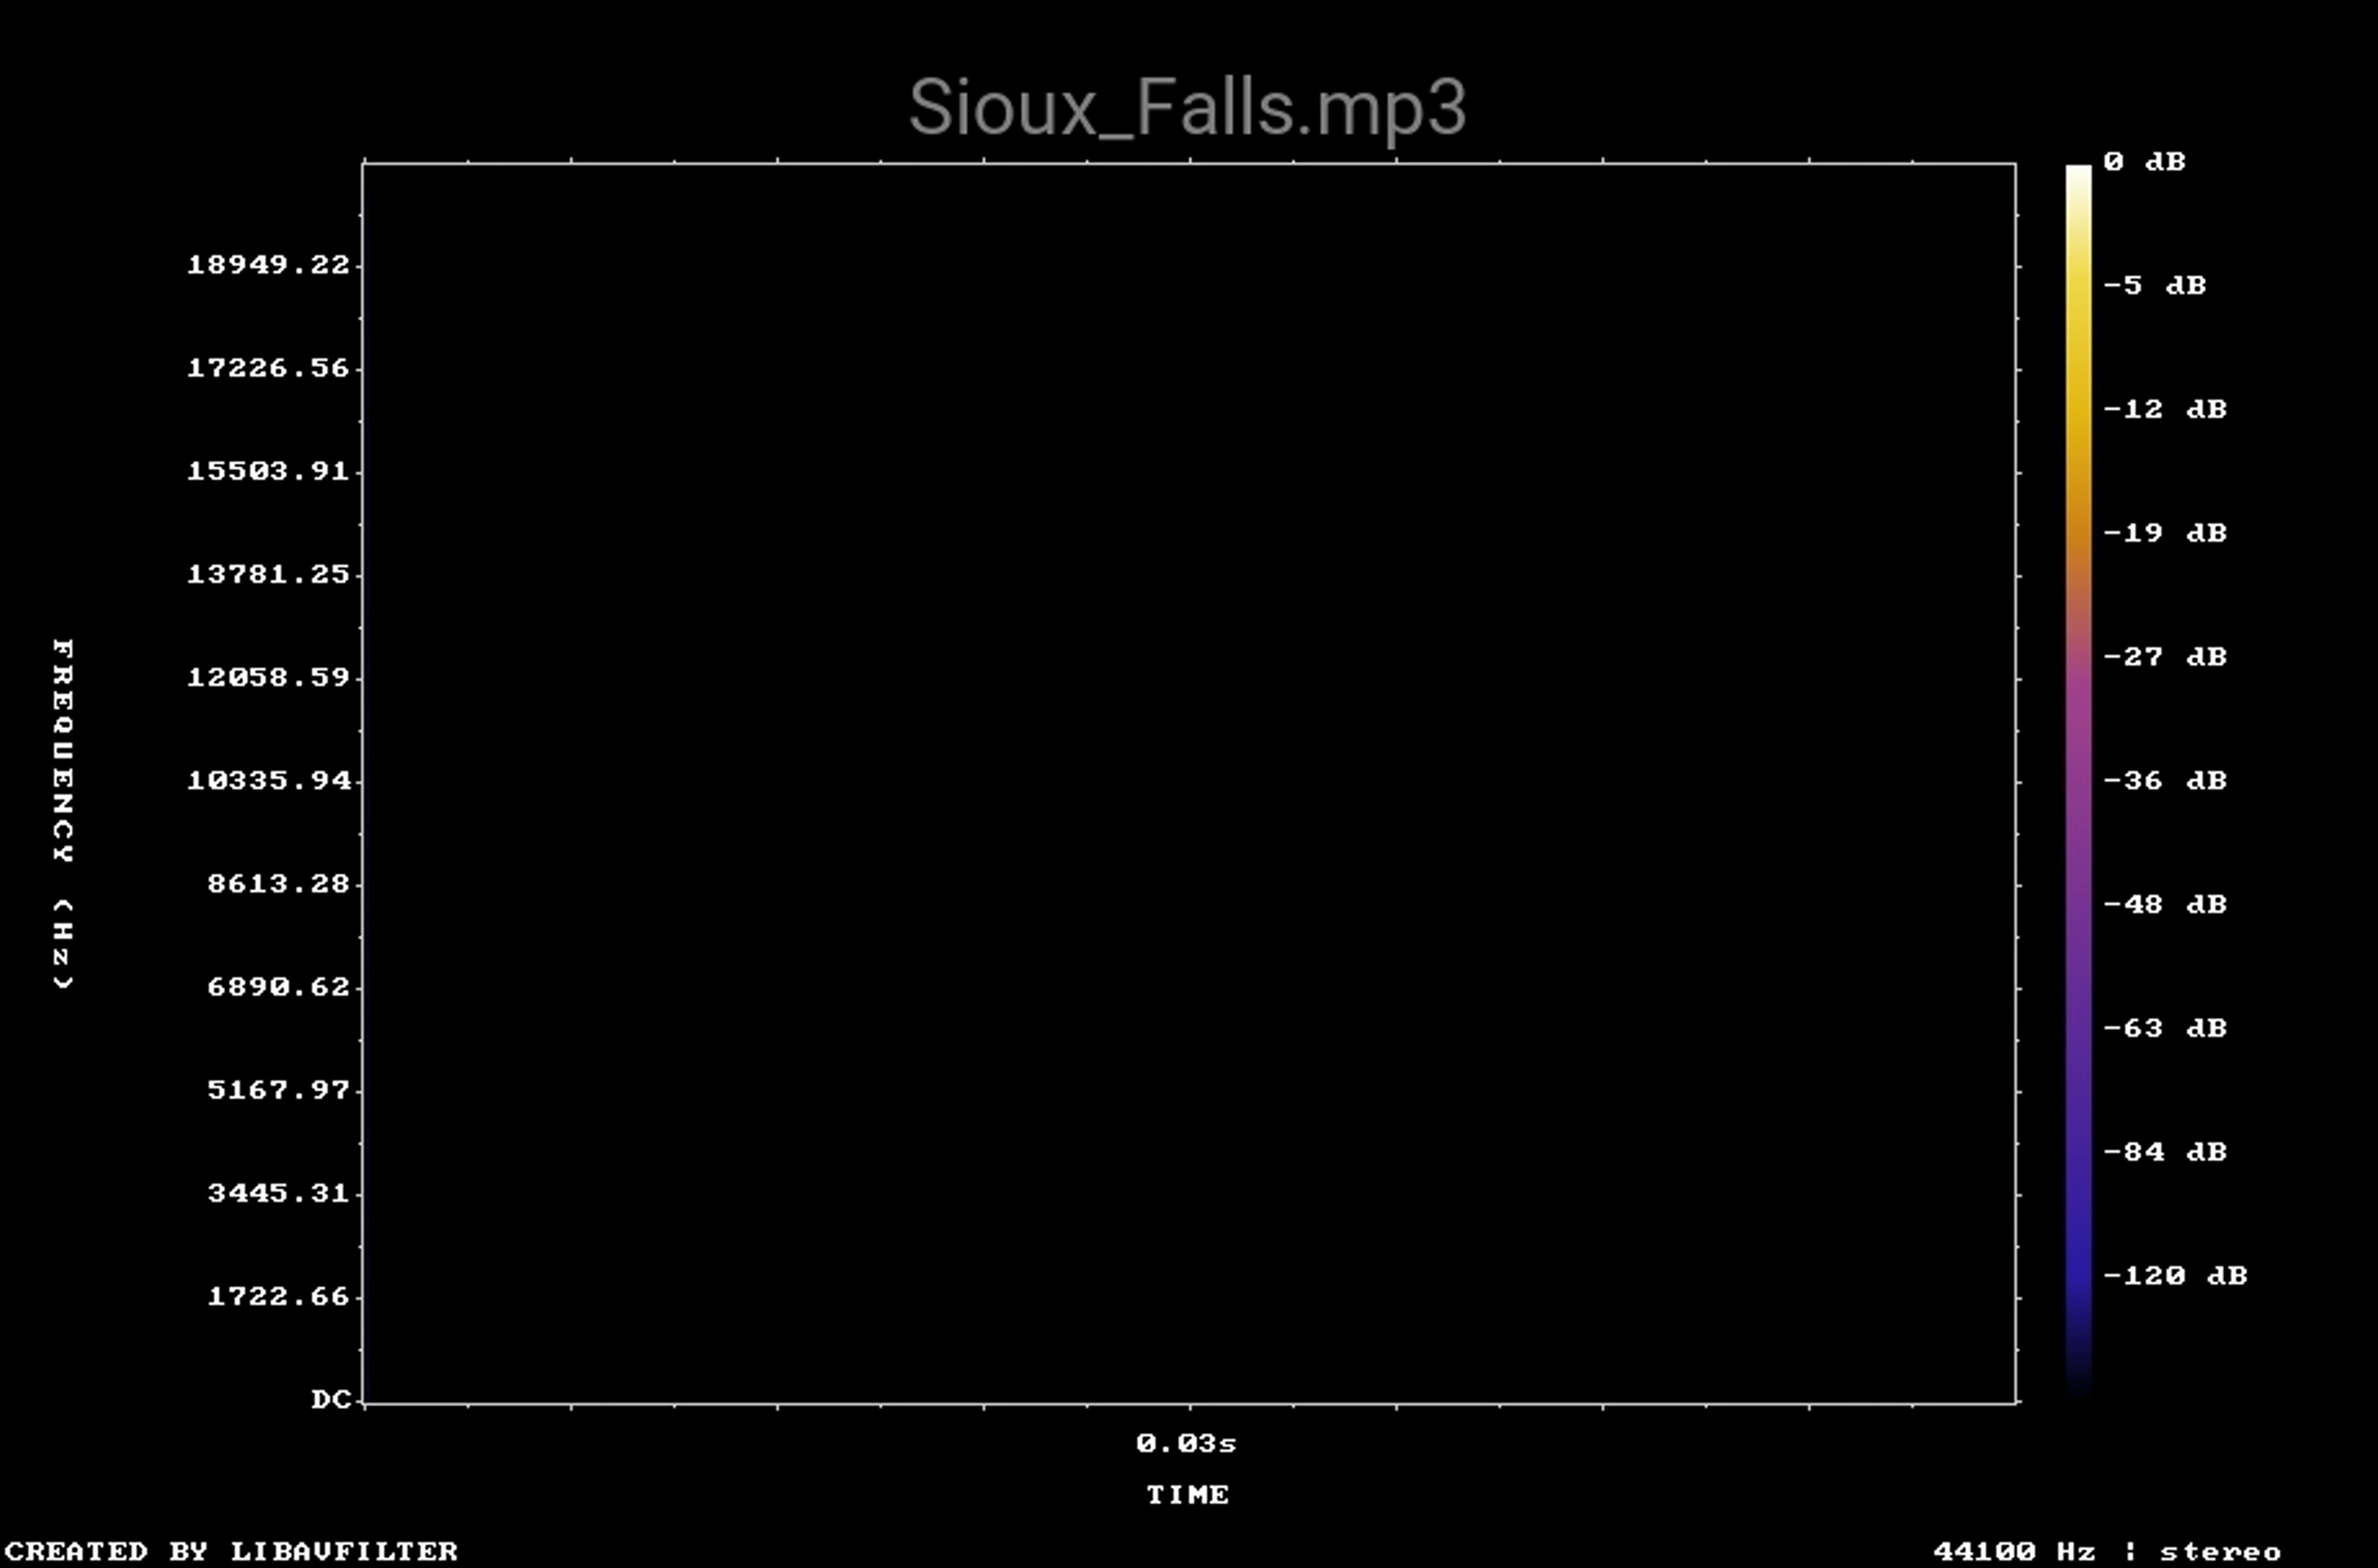 Sioux_Falls.mp3
0 dB
-5 dB
-12 dB
-19 dB
-27 dB
-36 dB
-48 dB
-63 dB
-84 dB
-120 dB
18949.22
17226.56
15503.91
13781.25
12058.59
10335.94
8613.28
6890.62
5167.97
3445.31
1722.66
DC
FREQUENCY (Hz)
0.03s
TIME
CREATED BY LIBAVFILTER
44100 Hz | stereo